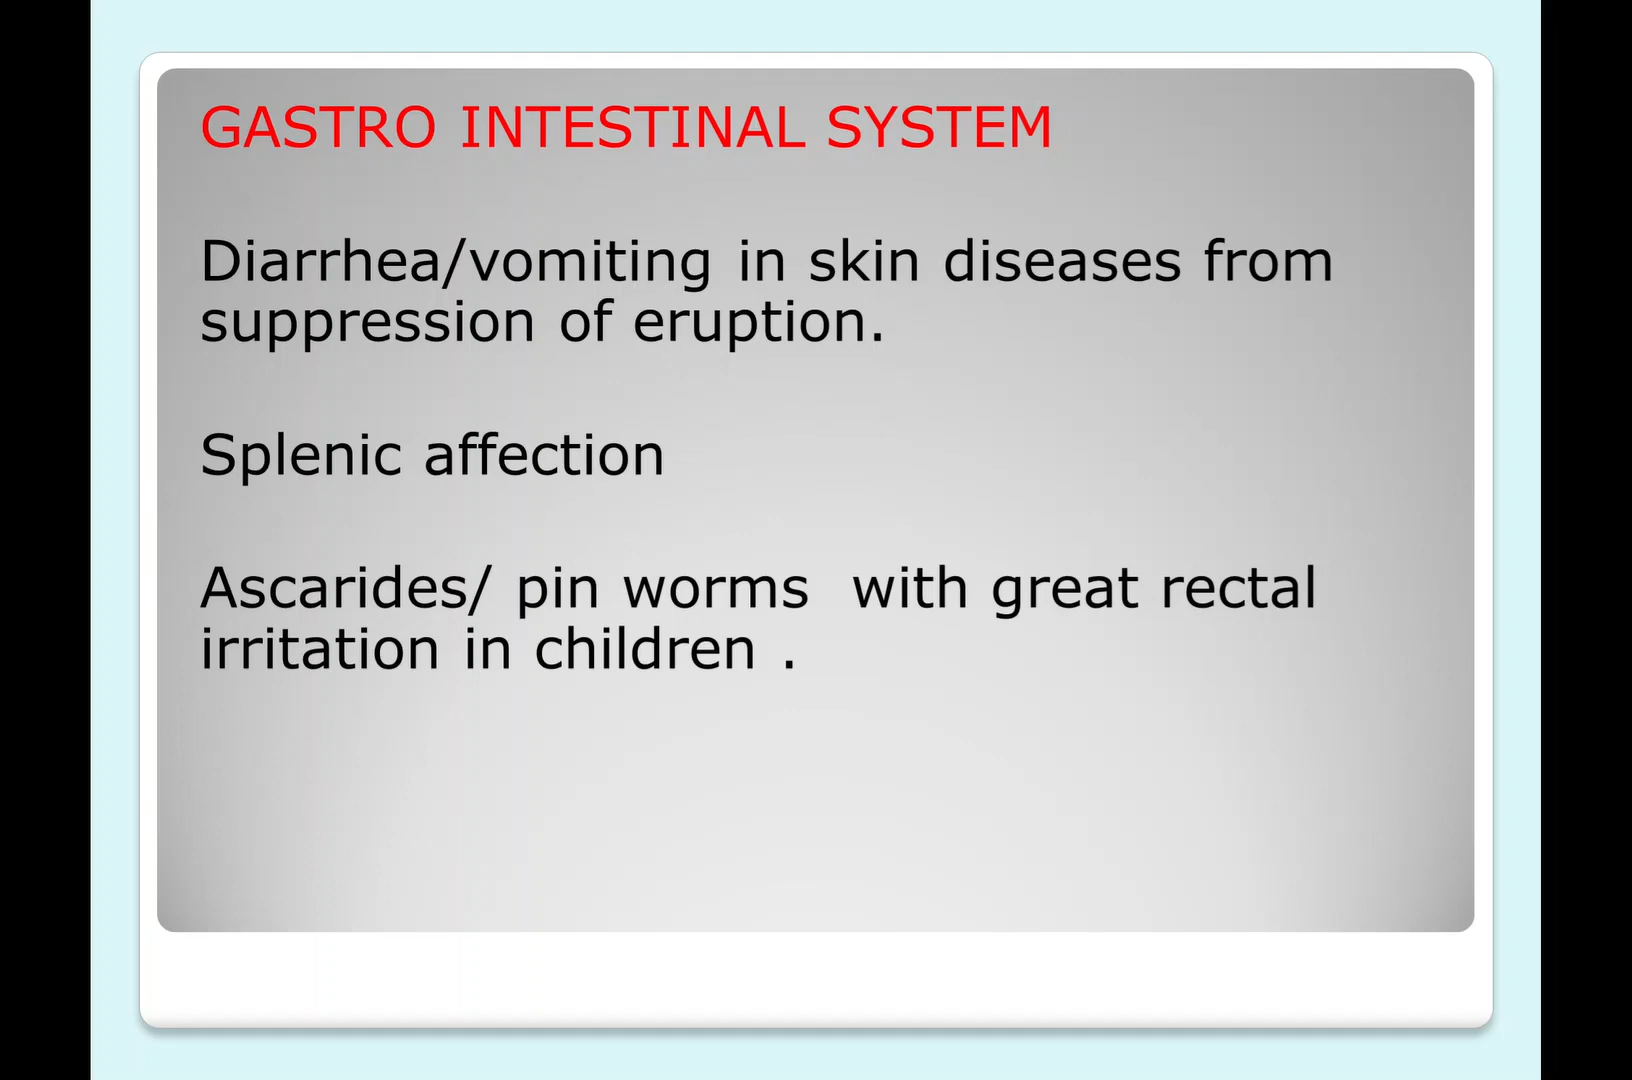 GASTRO INTESTINAL SYSTEM
Diarrhea/vomiting in skin diseases from
suppression of eruption.
Splenic affection
Ascarides/ pin worms  with great rectal
irritation in children .